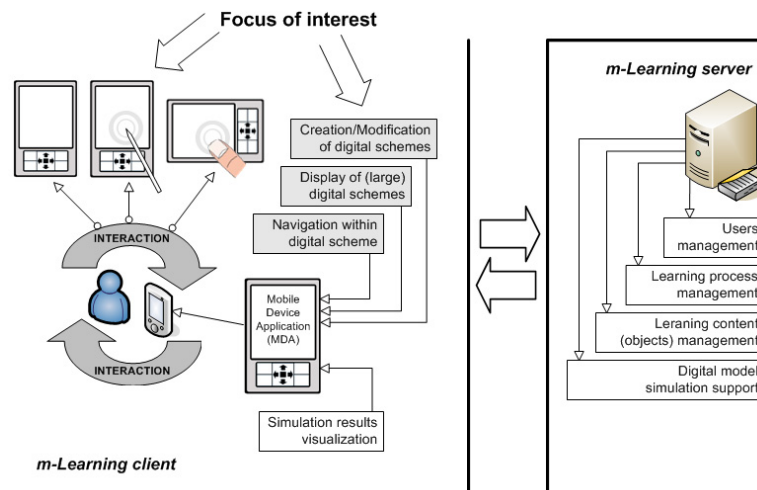 Focus of interest
m-Learning server
Creation/Modification
of digital schemes
Display of (large)
digital schemes
Navigation within
digital scheme
INTERACTION
Mobile
Device
Application
(MDA)
INTERACTION
Simulation results
visualization
m-Learning client
Users
management
Learning process
management
Leraning content
(objects) management
Digital model
simulation support